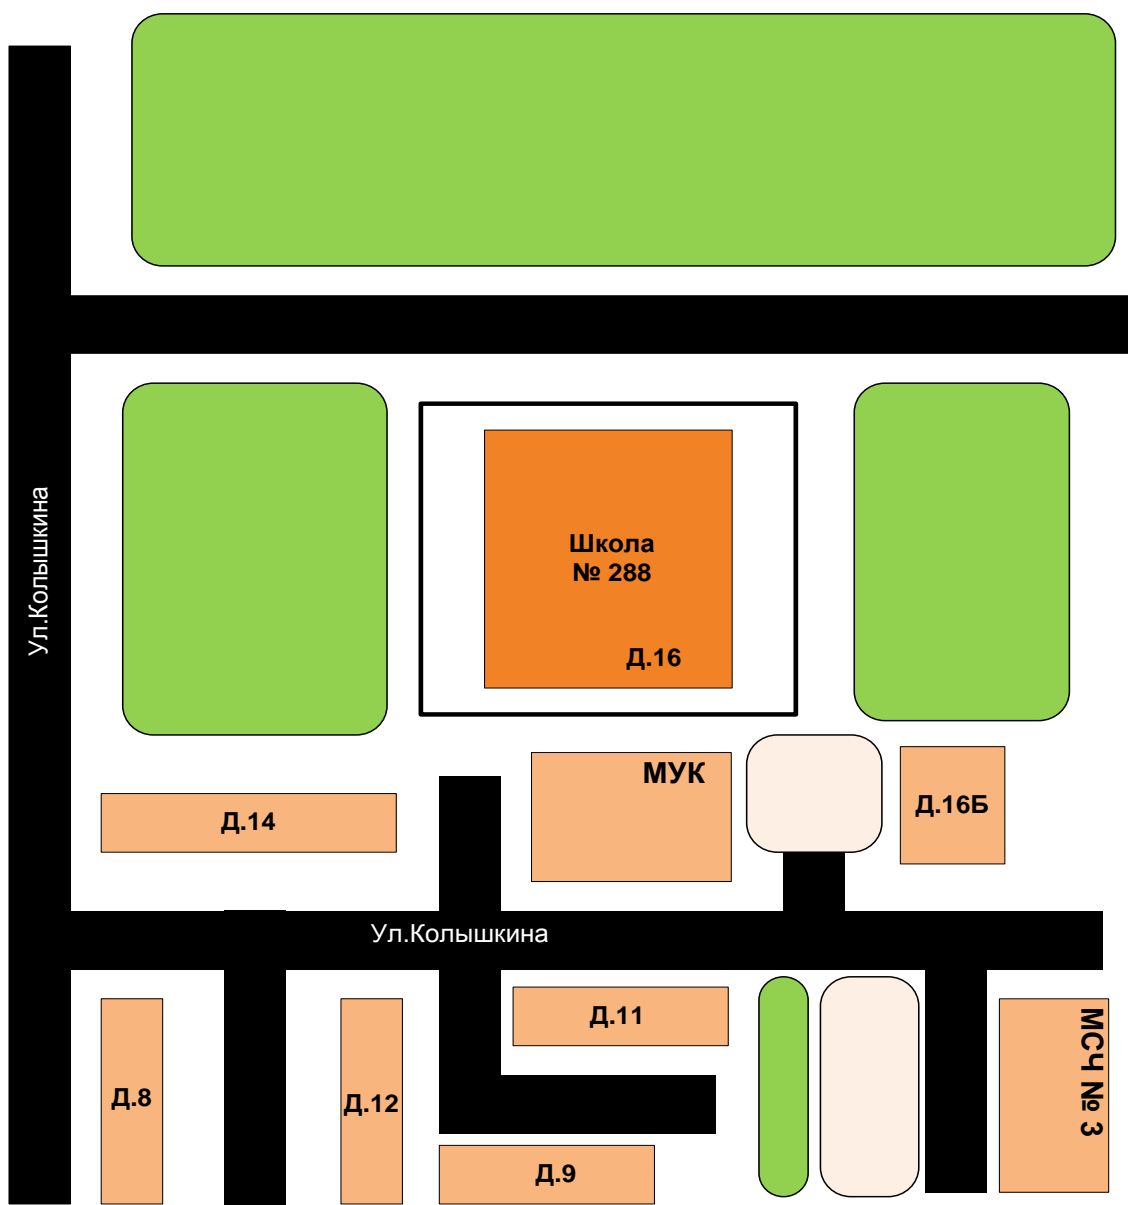 Ул.Колышкина
Школа
№ 288
Д.16
МУК
Д.16Б
Д.14
Ул.Колышкина
Д.11
Д.8
Д.12
МСЧ № 3
Д.9